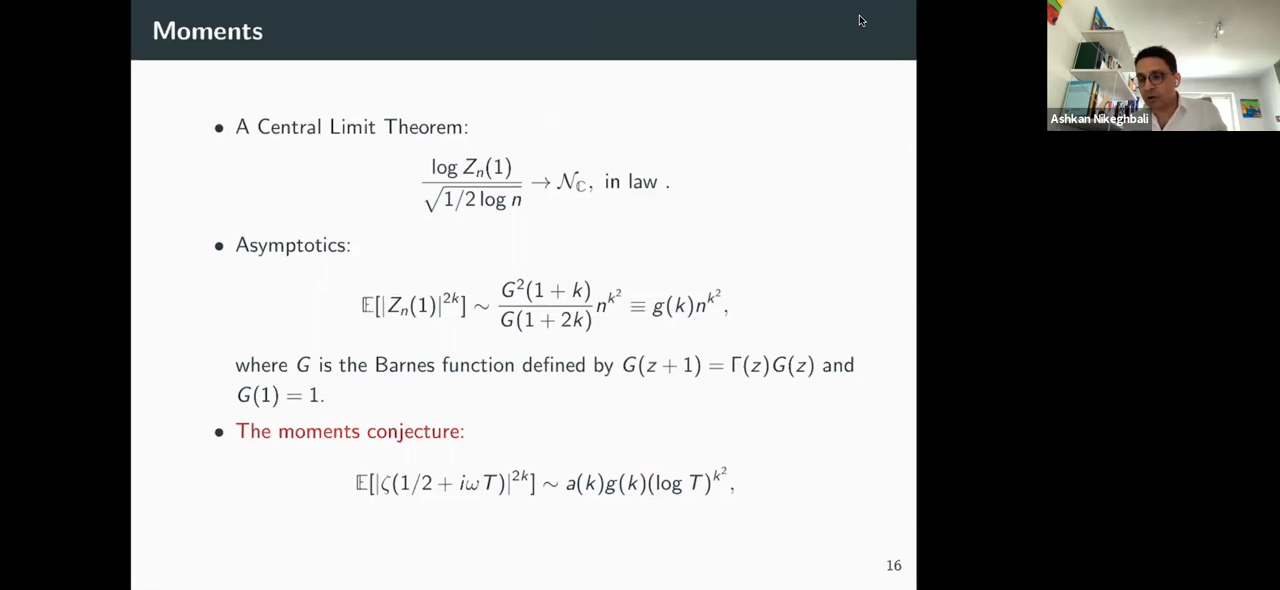 Moments
• A Central Limit Theorem:
log Z_n(1) / √(1/2 log n) → 𝒩_ℂ, in law .
• Asymptotics:
𝔼[|Z_n(1)|^{2k}] ∼ G²(1 + k) / G(1 + 2k) n^{k²} ≡ g(k)n^{k²},
where G is the Barnes function defined by G(z + 1) = Γ(z)G(z) and
G(1) = 1.
• The moments conjecture:
𝔼[|ζ(1/2 + iωT)|^{2k}] ∼ a(k)g(k)(log T)^{k²},
16
Ashkan Nikeghbali